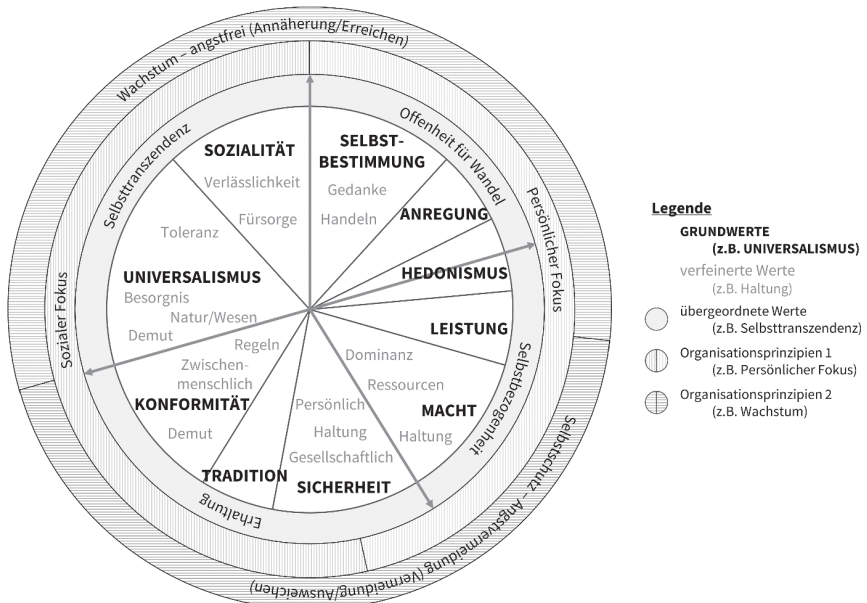 Wachstum – angstfrei (Annäherung/Erreichen)
Selbsttranszendenz
Offenheit für Wandel
Persönlicher Fokus
Sozialer Fokus
SOZIALITÄT
Verlässlichkeit
Fürsorge
SELBST-
BESTIMMUNG
Gedanke
Handeln
ANREGUNG
HEDONISMUS
LEISTUNG
Toleranz
UNIVERSALISMUS
Besorgnis
Natur/Wesen
Demut
Regeln
Zwischen-
menschlich
KONFORMITÄT
Demut
TRADITION
Persönlich
Haltung
Gesellschaftlich
SICHERHEIT
Dominanz
Ressourcen
MACHT
Haltung
Selbstbezogenheit
Erhaltung
Selbstschutz – Angstvermeidung (Vermeidung/Ausweichen)
Legende
GRUNDWERTE
(z.B. UNIVERSALISMUS)
verfeinerte Werte
(z.B. Haltung)
übergeordnete Werte
(z.B. Selbsttranszendenz)
Organisationsprinzipien 1
(z.B. Persönlicher Fokus)
Organisationsprinzipien 2
(z.B. Wachstum)